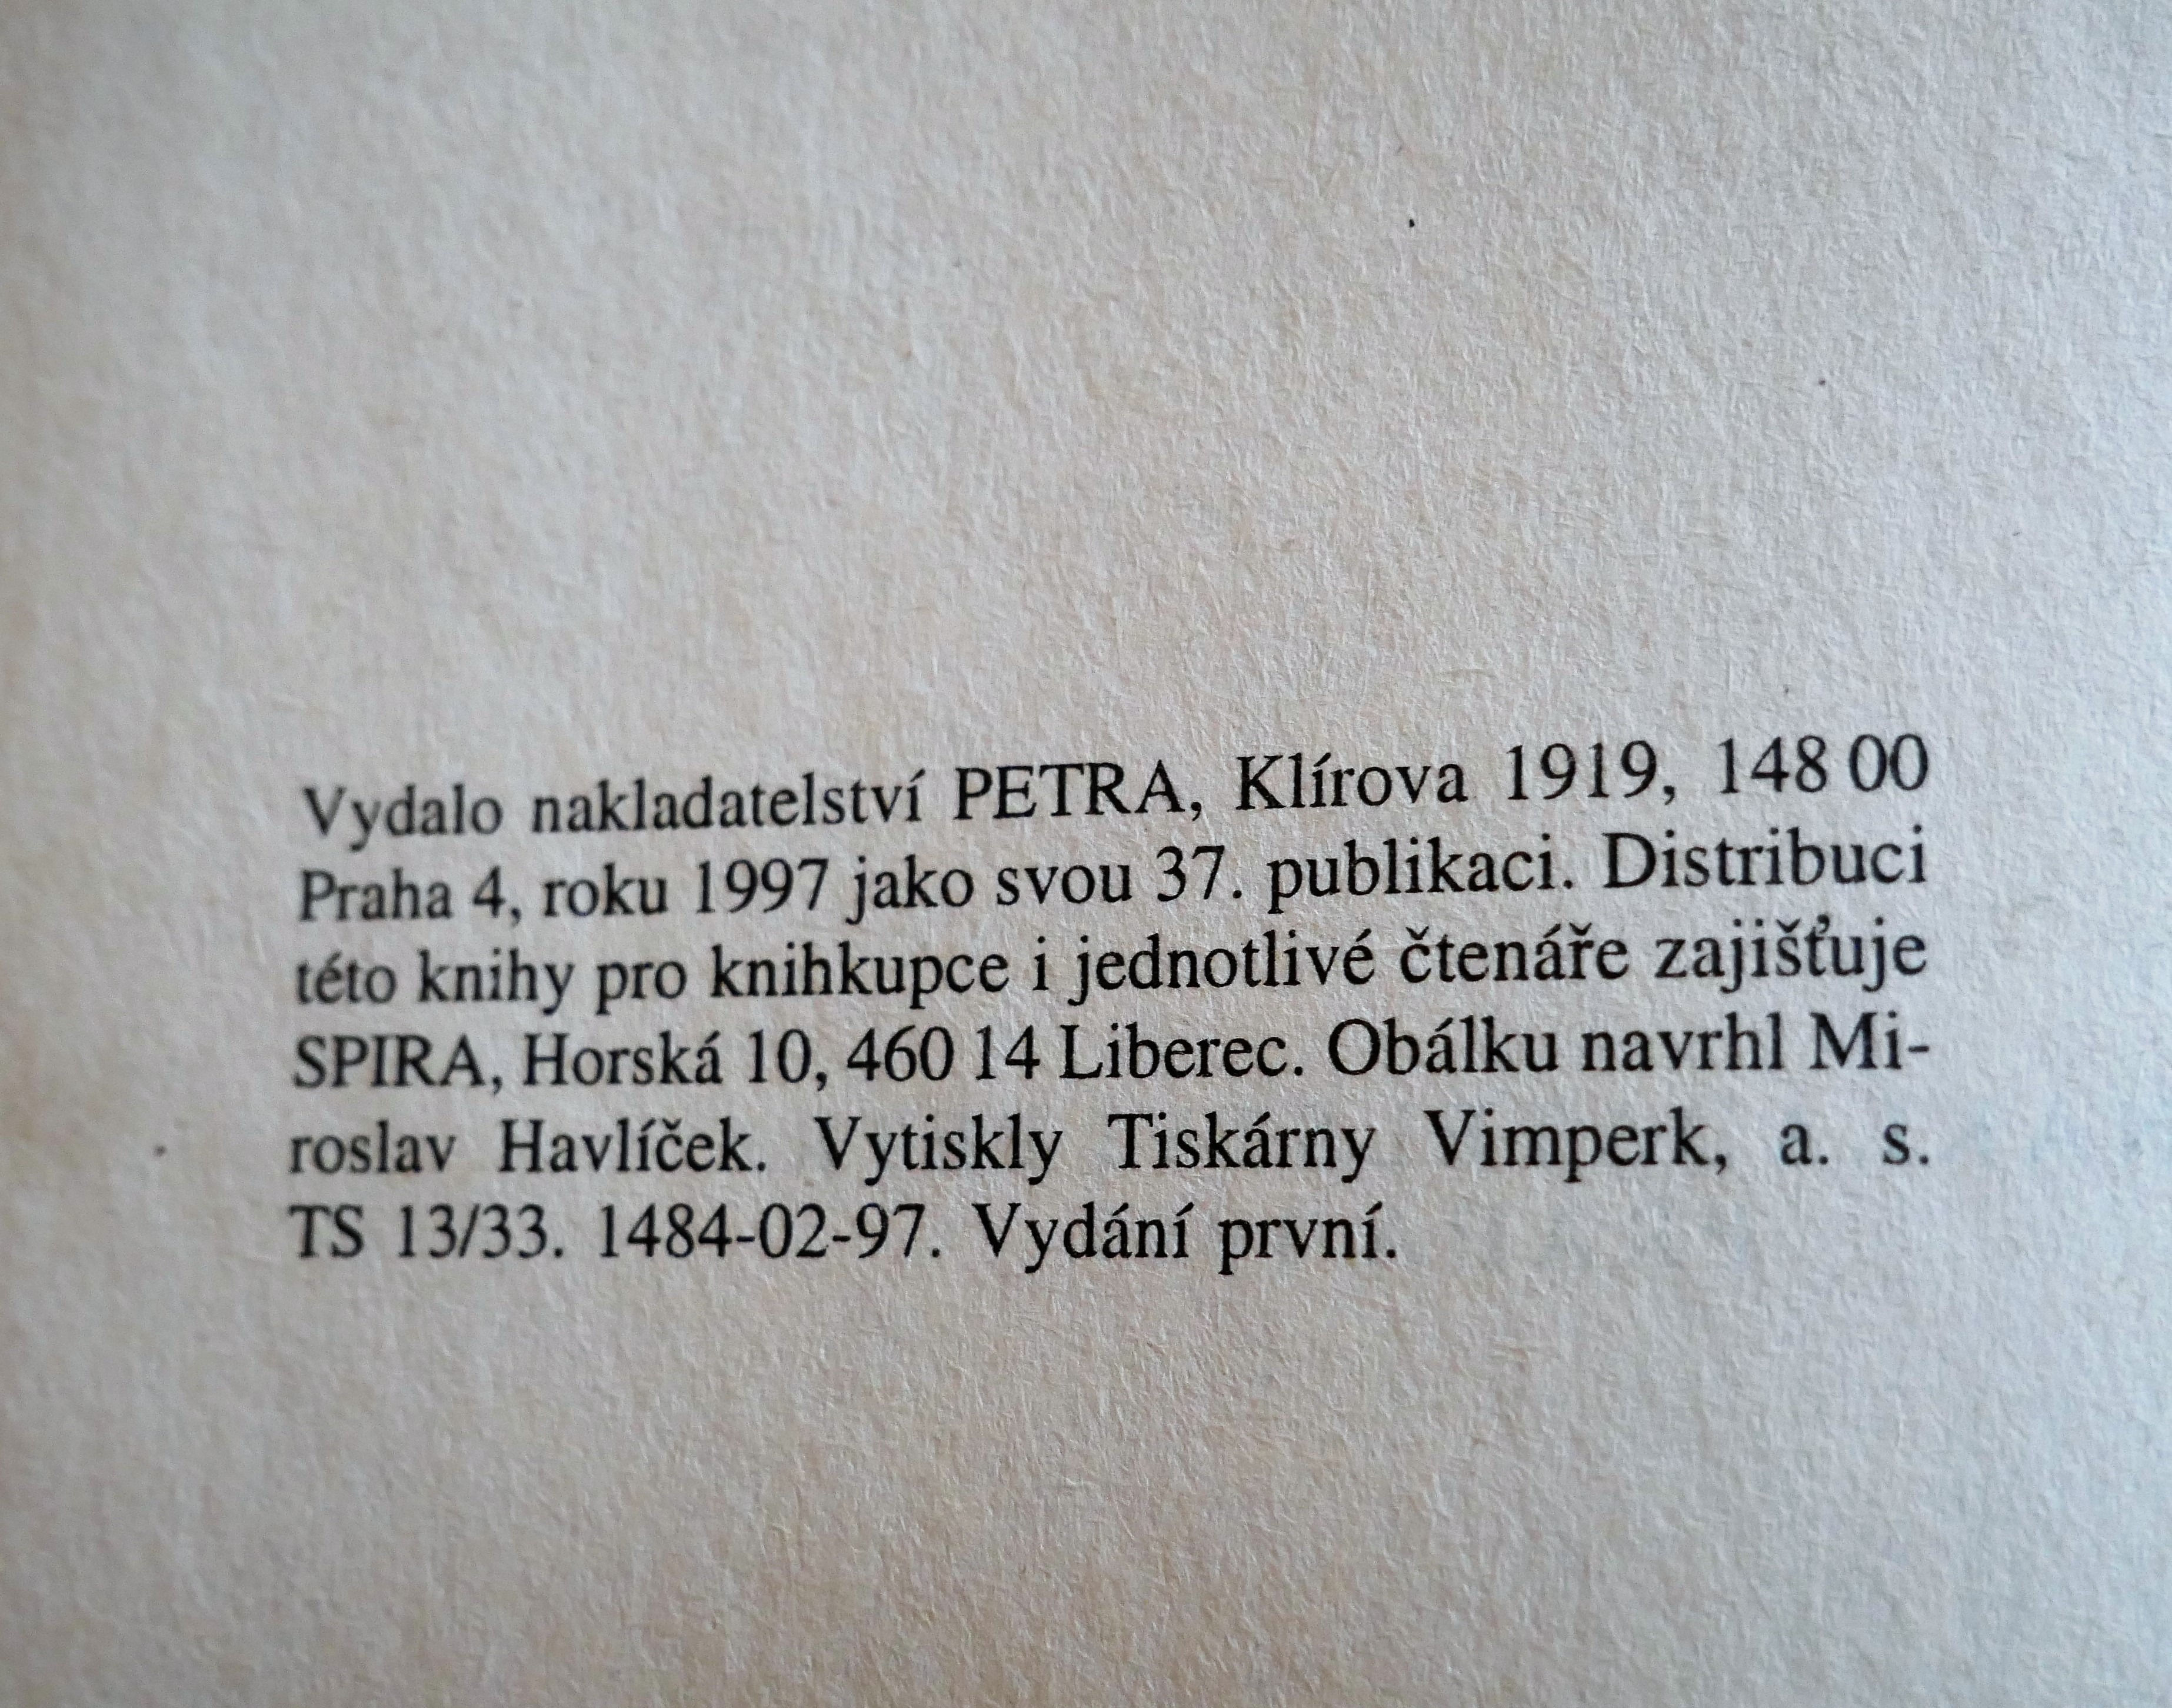 Vydalo nakladatelství PETRA, Klírova 1919, 148 00
Praha 4, roku 1997 jako svou 37. publikaci. Distribuci
této knihy pro knihkupce i jednotlivé čtenáře zajišťuje
SPIRA, Horská 10, 460 14 Liberec. Obálku navrhl Mi-
roslav Havlíček. Vytiskly Tiskárny Vimperk, a. s.
TS 13/33. 1484-02-97. Vydání první.